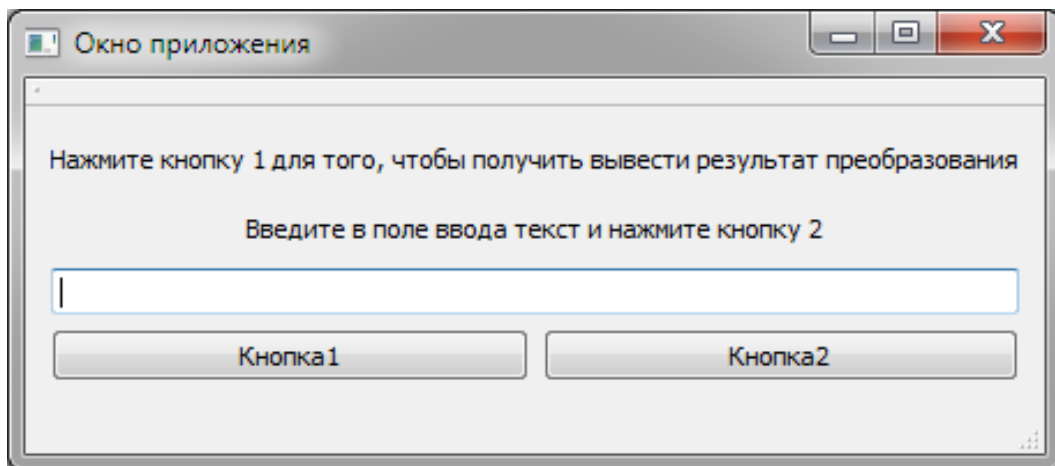 Окно приложения
Нажмите кнопку 1 для того, чтобы получить вывести результат преобразования
Введите в поле ввода текст и нажмите кнопку 2
Кнопка1 Кнопка2